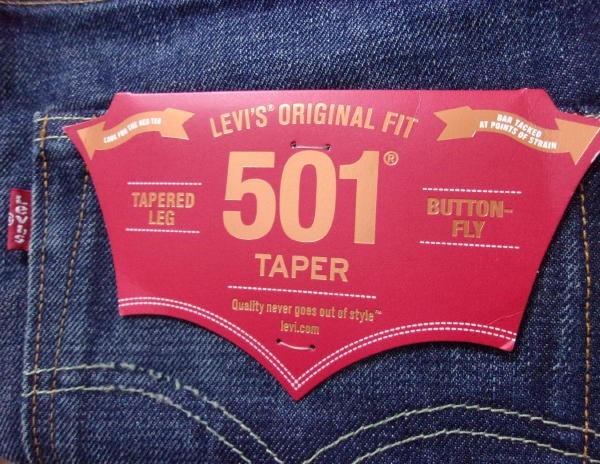 LOOK FOR THE RED TAB
LEVI'S® ORIGINAL FIT
BAR TACKED
AT POINTS OF STRAIN
501®
TAPERED
LEG
BUTTON-
FLY
TAPER
Quality never goes out of style™
levi.com
LEVI'S
®